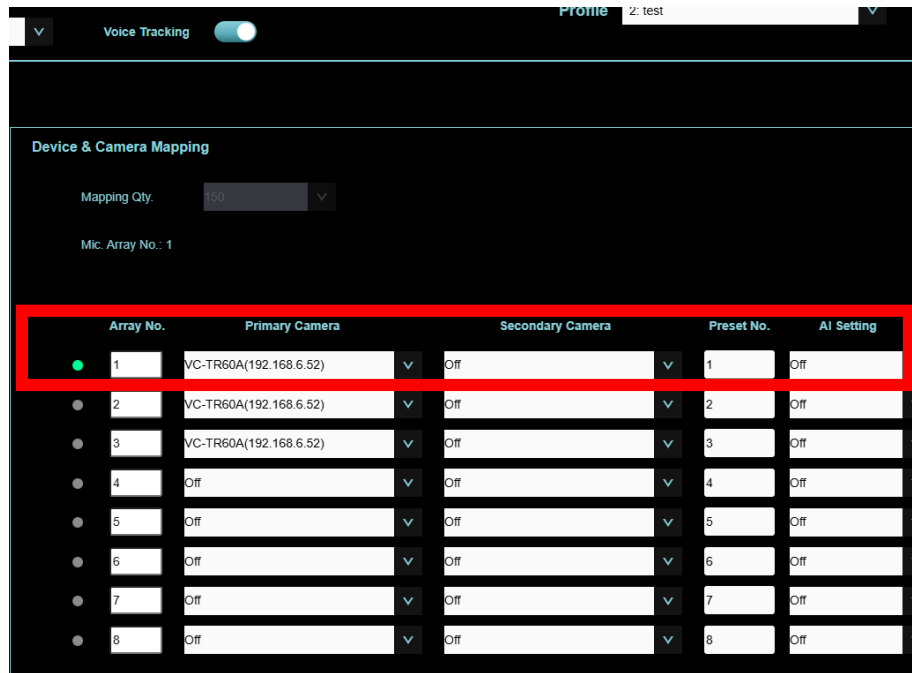 Profile 2: test
Voice Tracking
Device & Camera Mapping
Mapping Qty. 150
Mic. Array No.: 1
Array No. Primary Camera Secondary Camera Preset No. AI Setting
1 VC-TR60A(192.168.6.52) Off 1 Off
2 VC-TR60A(192.168.6.52) Off 2 Off
3 VC-TR60A(192.168.6.52) Off 3 Off
4 Off Off 4 Off
5 Off Off 5 Off
6 Off Off 6 Off
7 Off Off 7 Off
8 Off Off 8 Off